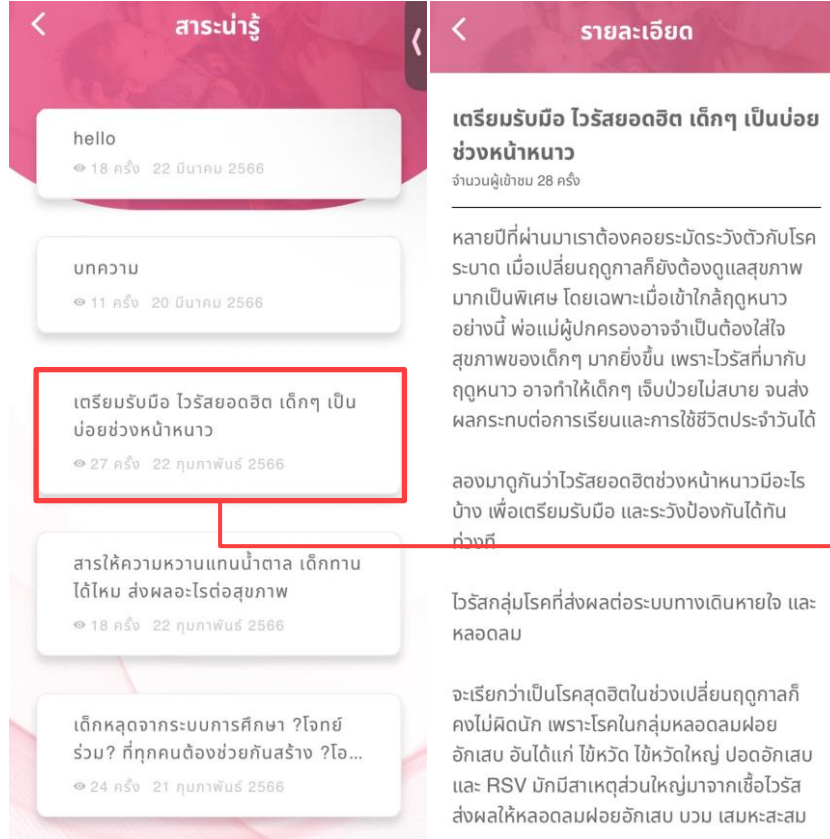 สาระน่ารู้
hello
18 ครั้ง 22 มีนาคม 2566
บทความ
11 ครั้ง 20 มีนาคม 2566
เตรียมรับมือ ไวรัสยอดฮิต เด็กๆ เป็น
บ่อยช่วงหน้าหนาว
27 ครั้ง 22 กุมภาพันธ์ 2566
สารให้ความหวานแทนน้ำตาล เด็กทาน
ได้ไหม ส่งผลอะไรต่อสุขภาพ
18 ครั้ง 22 กุมภาพันธ์ 2566
เด็กหลุดจากระบบการศึกษา ?โจทย์
ร่วม? ที่ทุกคนต้องช่วยกันสร้าง ?โอ...
24 ครั้ง 21 กุมภาพันธ์ 2566
รายละเอียด
เตรียมรับมือ ไวรัสยอดฮิต เด็กๆ เป็นบ่อย
ช่วงหน้าหนาว
จำนวนผู้เข้าชม 28 ครั้ง
หลายปีที่ผ่านมาเราต้องคอยระมัดระวังตัวกับโรค
ระบาด เมื่อเปลี่ยนฤดูกาลก็ยังต้องดูแลสุขภาพ
มากเป็นพิเศษ โดยเฉพาะเมื่อเข้าใกล้ฤดูหนาว
อย่างนี้ พ่อแม่ผู้ปกครองอาจจำเป็นต้องใส่ใจ
สุขภาพของเด็กๆ มากยิ่งขึ้น เพราะไวรัสที่มากับ
ฤดูหนาว อาจทำให้เด็กๆ เจ็บป่วยไม่สบาย จนส่ง
ผลกระทบต่อการเรียนและการใช้ชีวิตประจำวันได้
ลองมาดูกันว่าไวรัสยอดฮิตช่วงหน้าหนาวมีอะไร
บ้าง เพื่อเตรียมรับมือ และระวังป้องกันได้ทัน
ท่วงที
ไวรัสกลุ่มโรคที่ส่งผลต่อระบบทางเดินหายใจ และ
หลอดลม
จะเรียกว่าเป็นโรคสุดฮิตในช่วงเปลี่ยนฤดูกาลก็
คงไม่ผิดนัก เพราะโรคในกลุ่มหลอดลมฝอย
อักเสบ อันได้แก่ ไข้หวัด ไข้หวัดใหญ่ ปอดอักเสบ
และ RSV มักมีสาเหตุส่วนใหญ่มาจากเชื้อไวรัส
ส่งผลให้หลอดลมฝอยอักเสบ บวม เสมหะสะสม